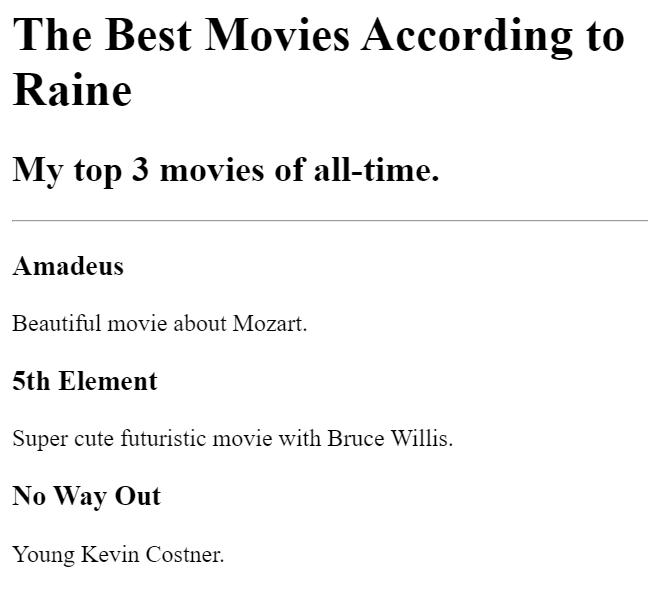 The Best Movies According to
Raine
My top 3 movies of all-time.
Amadeus
Beautiful movie about Mozart.
5th Element
Super cute futuristic movie with Bruce Willis.
No Way Out
Young Kevin Costner.